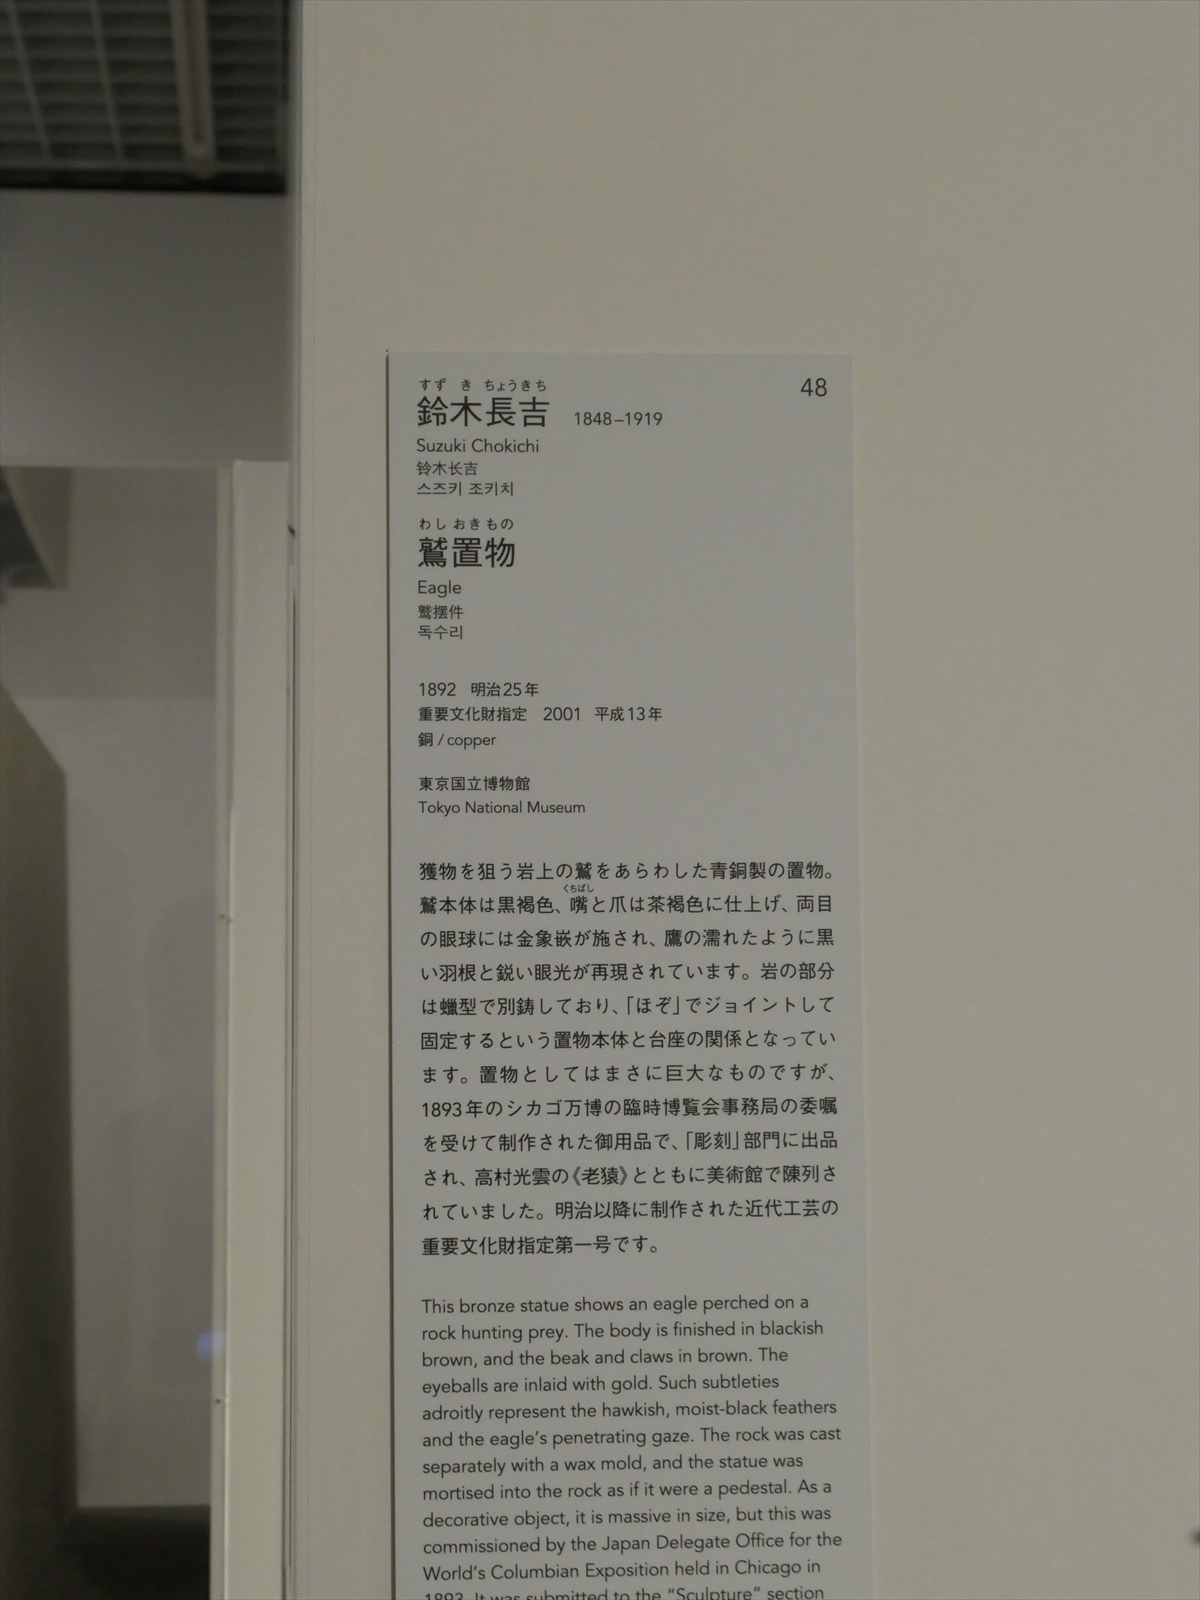 すず き ちょうきち
鈴木長吉 1848–1919
48
Suzuki Chokichi
铃木长吉
스즈키 조키치
わし おきもの
鷲置物
Eagle
鹫摆件
독수리
1892 明治25年
重要文化財指定 2001 平成13年
銅 / copper
東京国立博物館
Tokyo National Museum
獲物を狙う岩上の鷲をあらわした青銅製の置物。
くちばし
鷲本体は黒褐色、嘴と爪は茶褐色に仕上げ、両目
の眼球には金象嵌が施され、鷹の濡れたように黒
い羽根と鋭い眼光が再現されています。岩の部分
は蠟型で別鋳しており、「ほぞ」でジョイントして
固定するという置物本体と台座の関係となってい
ます。置物としてはまさに巨大なものですが、
1893年のシカゴ万博の臨時博覧会事務局の委嘱
を受けて制作された御用品で、「彫刻」部門に出品
され、高村光雲の《老猿》とともに美術館で陳列さ
れていました。明治以降に制作された近代工芸の
重要文化財指定第一号です。
This bronze statue shows an eagle perched on a
rock hunting prey. The body is finished in blackish
brown, and the beak and claws in brown. The
eyeballs are inlaid with gold. Such subtleties
adroitly represent the hawkish, moist-black feathers
and the eagle's penetrating gaze. The rock was cast
separately with a wax mold, and the statue was
mortised into the rock as if it were a pedestal. As a
decorative object, it is massive in size, but this was
commissioned by the Japan Delegate Office for the
World's Columbian Exposition held in Chicago in
1893. It was submitted to the "Sculpture" section